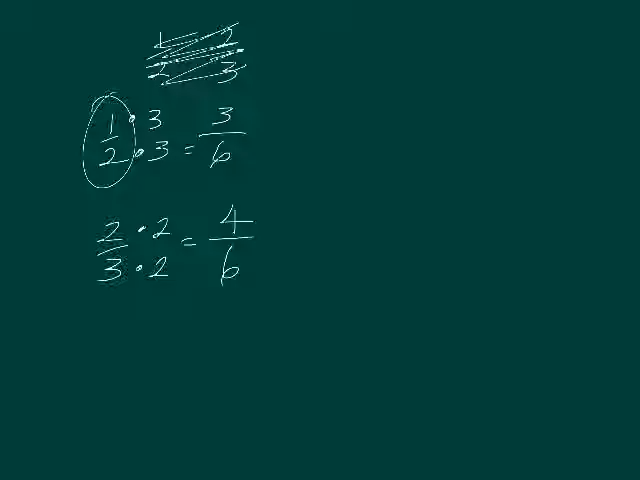 1/2 • 3 / • 3 = 3/6
2/3 • 2 / • 2 = 4/6